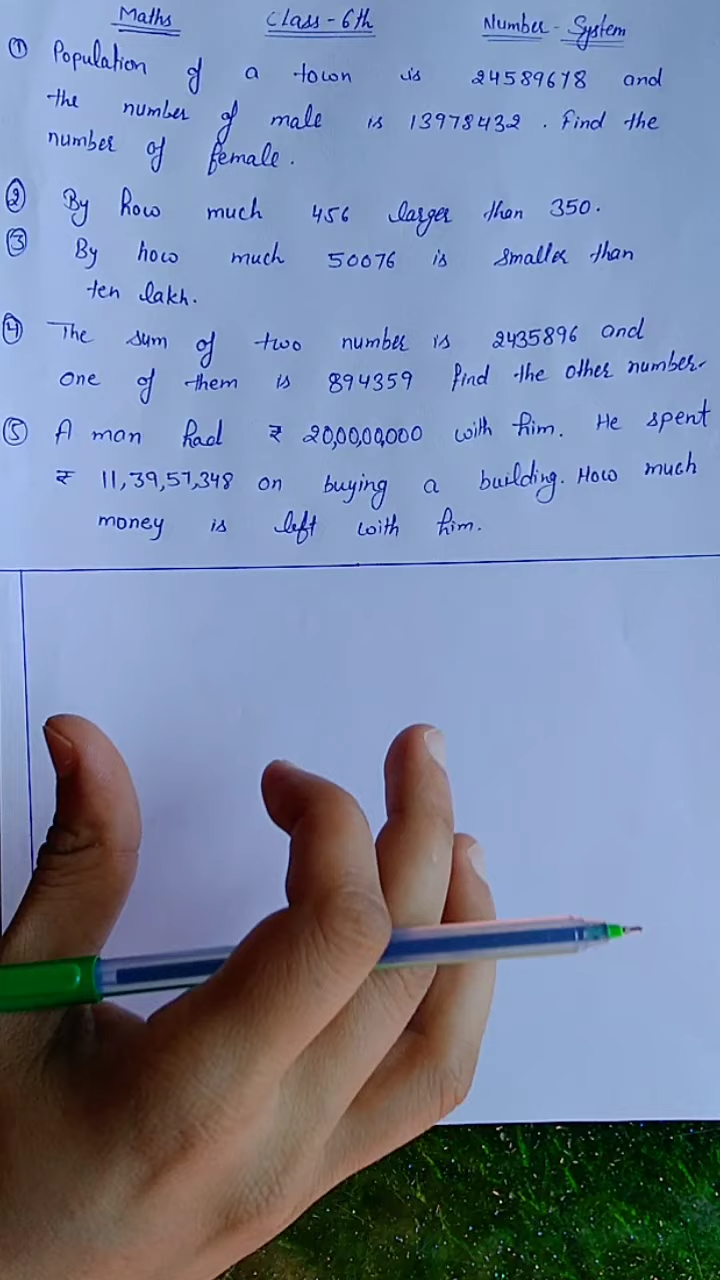 Maths Class-6th Number-System
① Population of a town is 24589678 and
the number of male is 13978432. Find the
number of female.
② By how much 456 larger than 350.
③ By how much 50076 is smaller than
ten lakh.
④ The sum of two number is 2435896 and
one of them is 894359 find the other number.
⑤ A man had ₹ 20,00,00,000 with him. He spent
₹ 11,39,57,348 on buying a building. How much
money is left with him.